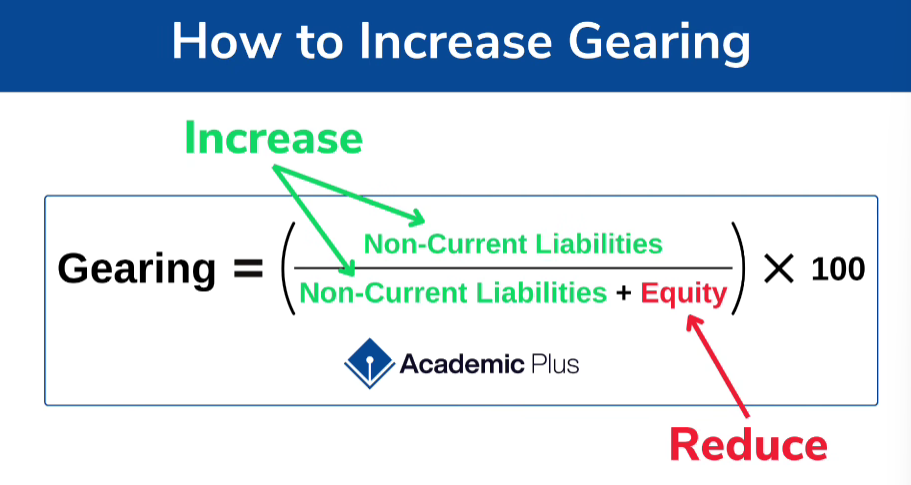 How to Increase Gearing
Increase
Gearing = ( Non-Current Liabilities
Non-Current Liabilities + Equity ) × 100
Academic Plus
Reduce